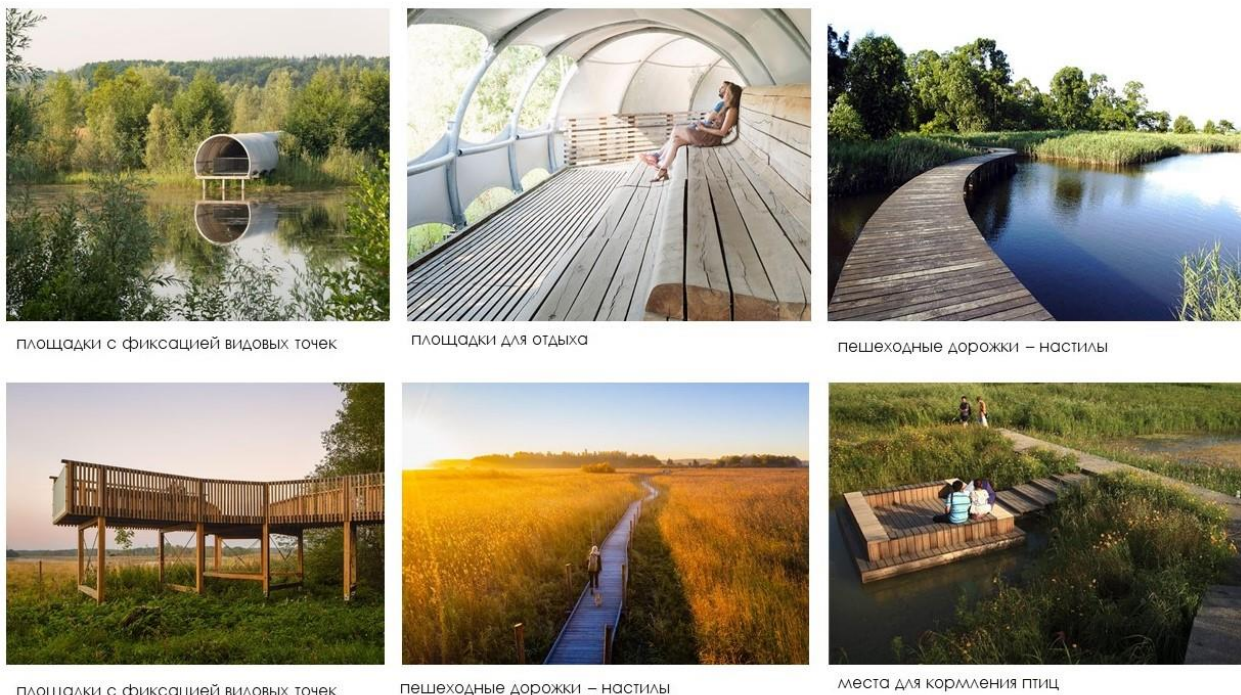 площадки с фиксацией видовых точек
площадки для отдыха
пешеходные дорожки – настилы
площадки с фиксацией видовых точек
пешеходные дорожки – настилы
места для кормления птиц